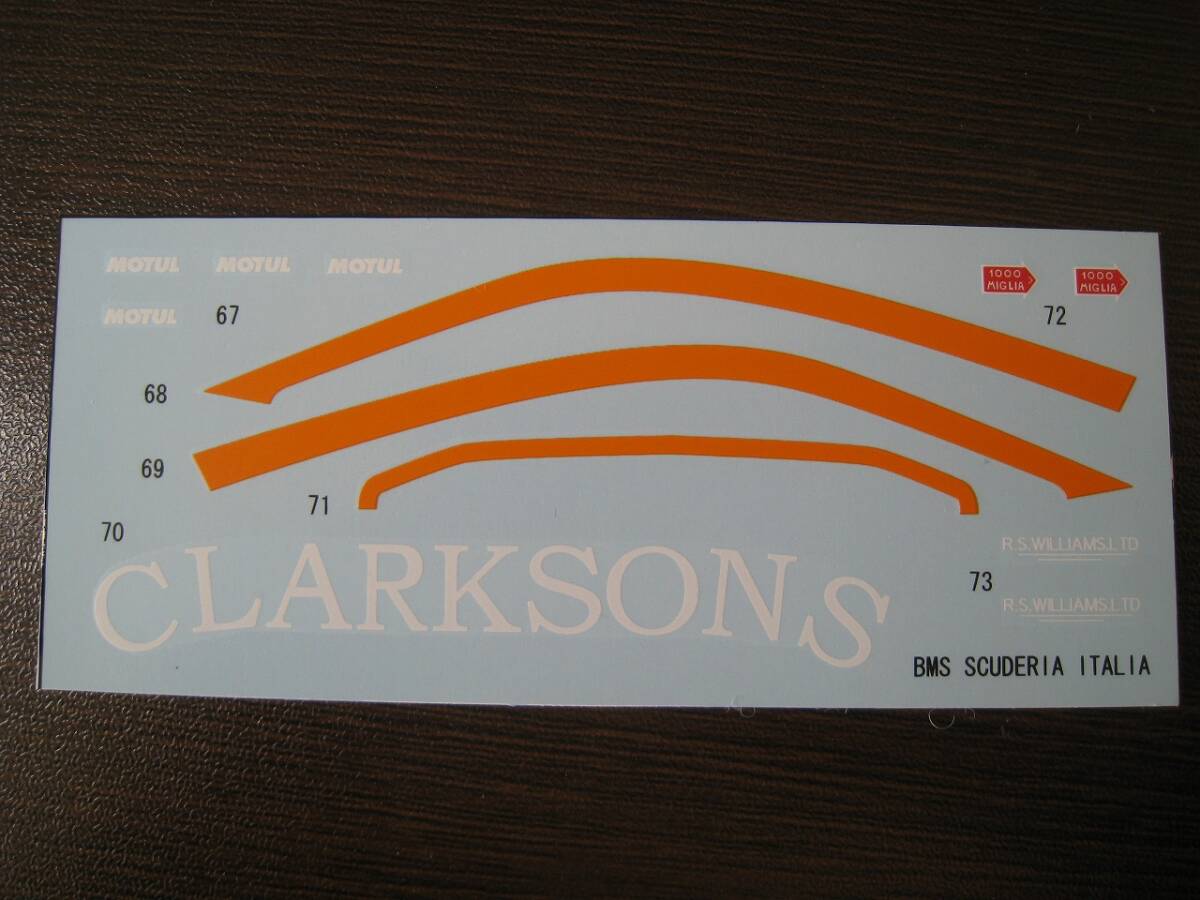 MOTUL MOTUL MOTUL
MOTUL 67
1000
MIGLIA
1000
MIGLIA
72
68
69
71
70
CLARKSONS
R.S.WILLIAMS.LTD
73
R.S.WILLIAMS.LTD
BMS SCUDERIA ITALIA